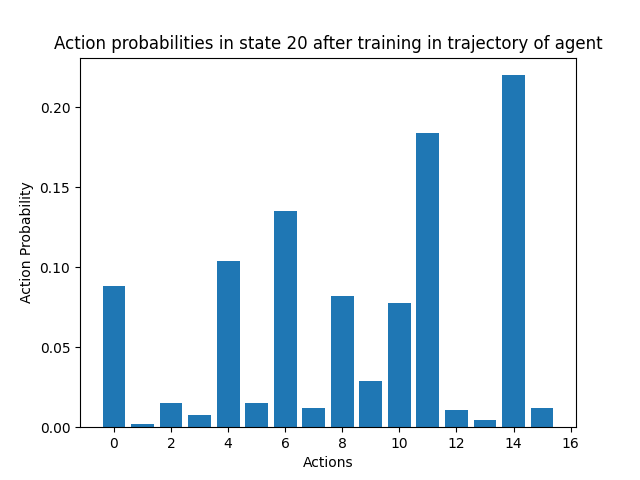 Action probabilities in state 20 after training in trajectory of agent
0.20
0.15
0.10
0.05
0.00
Action Probability
0 2 4 6 8 10 12 14 16
Actions